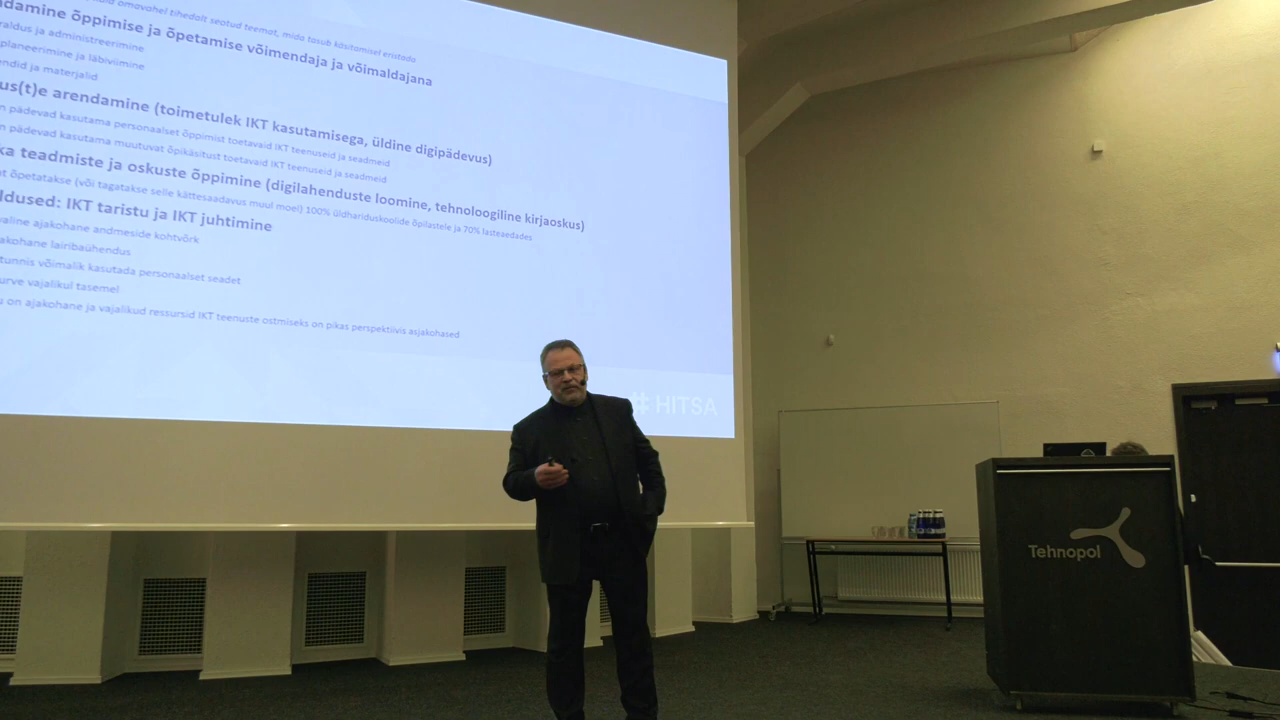 omavahel tihedalt seotud teemat, mida tasub käsitamisel eristada
damine õppimise ja õpetamise võimendaja ja võimaldajana
raldus ja administreerimine
planeerimine ja läbiviimine
endid ja materjalid
us(t)e arendamine (toimetulek IKT kasutamisega, üldine digipädevus)
n pädevad kasutama personaalset õppimist toetavaid IKT teenuseid ja seadmeid
n pädevad kasutama muutuvat õpikäsitust toetavaid IKT teenuseid ja seadmeid
ka teadmiste ja oskuste õppimine (digilahenduste loomine, tehnoloogiline kirjaoskus)
t õpetatakse (või tagatakse selle kättesaadavus muul moel) 100% üldhariduskoolide õpilastele ja 70% lasteaedades
ldused: IKT taristu ja IKT juhtimine
valine ajakohane andmeside kohtvõrk
akohane lairibaühendus
tunnis võimalik kasutada personaalset seadet
urve vajalikul tasemel
u on ajakohane ja vajalikud ressursid IKT teenuste ostmiseks on pikas perspektiivis asjakohased
# HITSA
Tehnopol